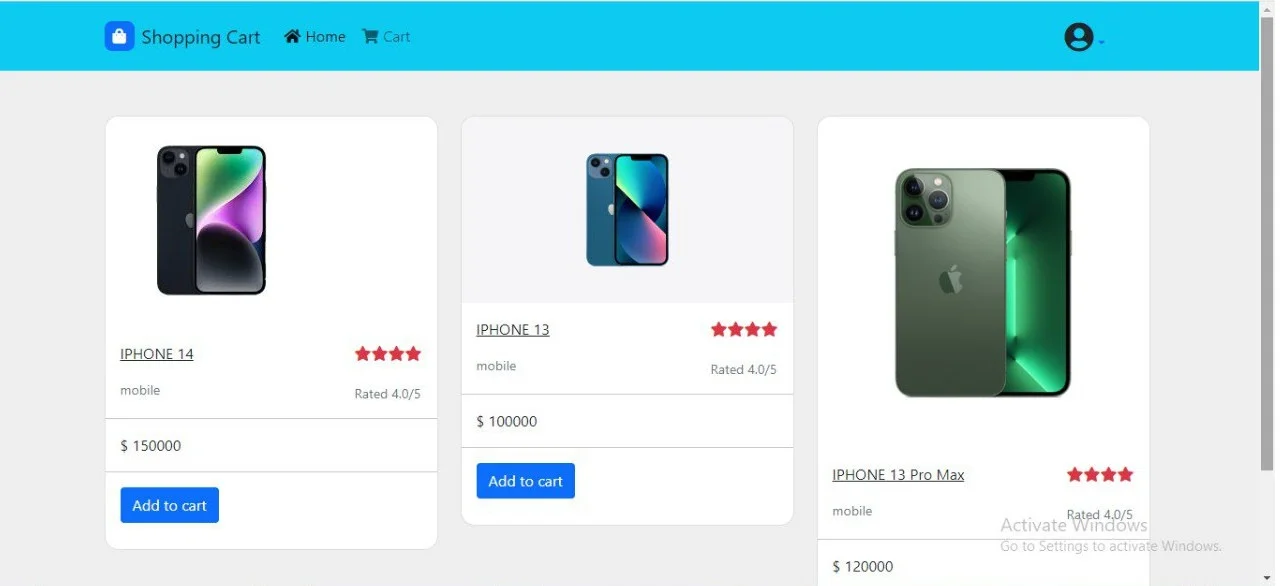 Shopping Cart Home Cart
IPHONE 14
mobile
Rated 4.0/5
$ 150000
Add to cart
IPHONE 13
mobile
Rated 4.0/5
$ 100000
Add to cart
IPHONE 13 Pro Max
mobile
Rated 4.0/5
$ 120000
Activate Windows
Go to Settings to activate Windows.